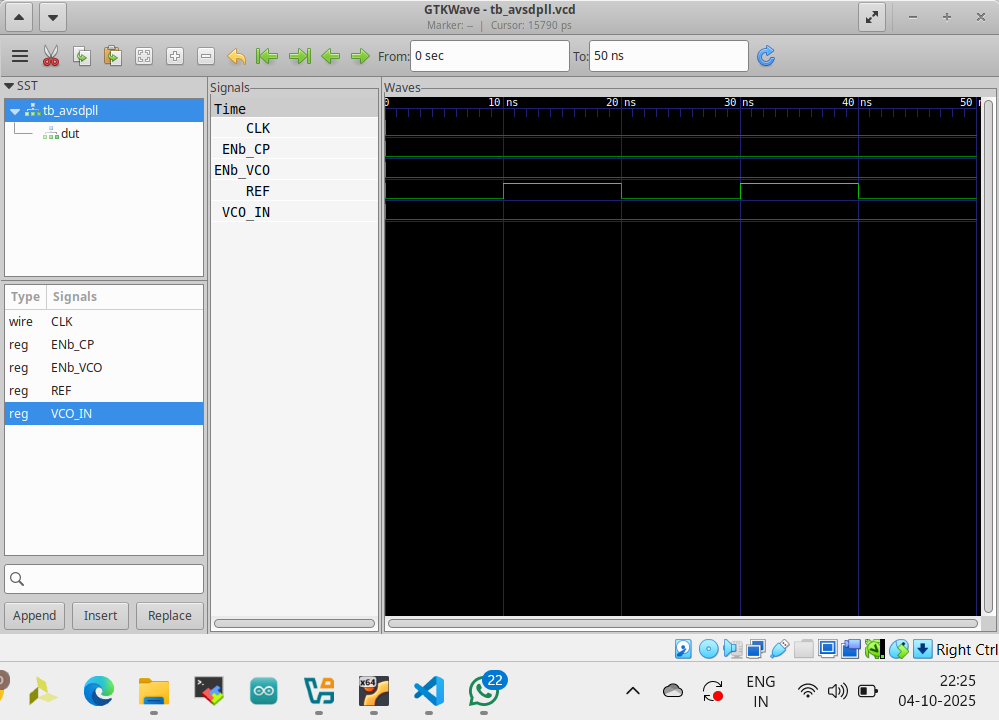 GTKWave - tb_avsdpll.vcd
Marker: -- | Cursor: 15790 ps
From: 0 sec To: 50 ns
SST
tb_avsdpll
dut
Signals
Time
CLK
ENb_CP
ENb_VCO
REF
VCO_IN
Waves
0 10 ns 20 ns 30 ns 40 ns 50
Type Signals
wire CLK
reg ENb_CP
reg ENb_VCO
reg REF
reg VCO_IN
Append Insert Replace
Right Ctrl
x64
22
ENG
IN
22:25
04-10-2025